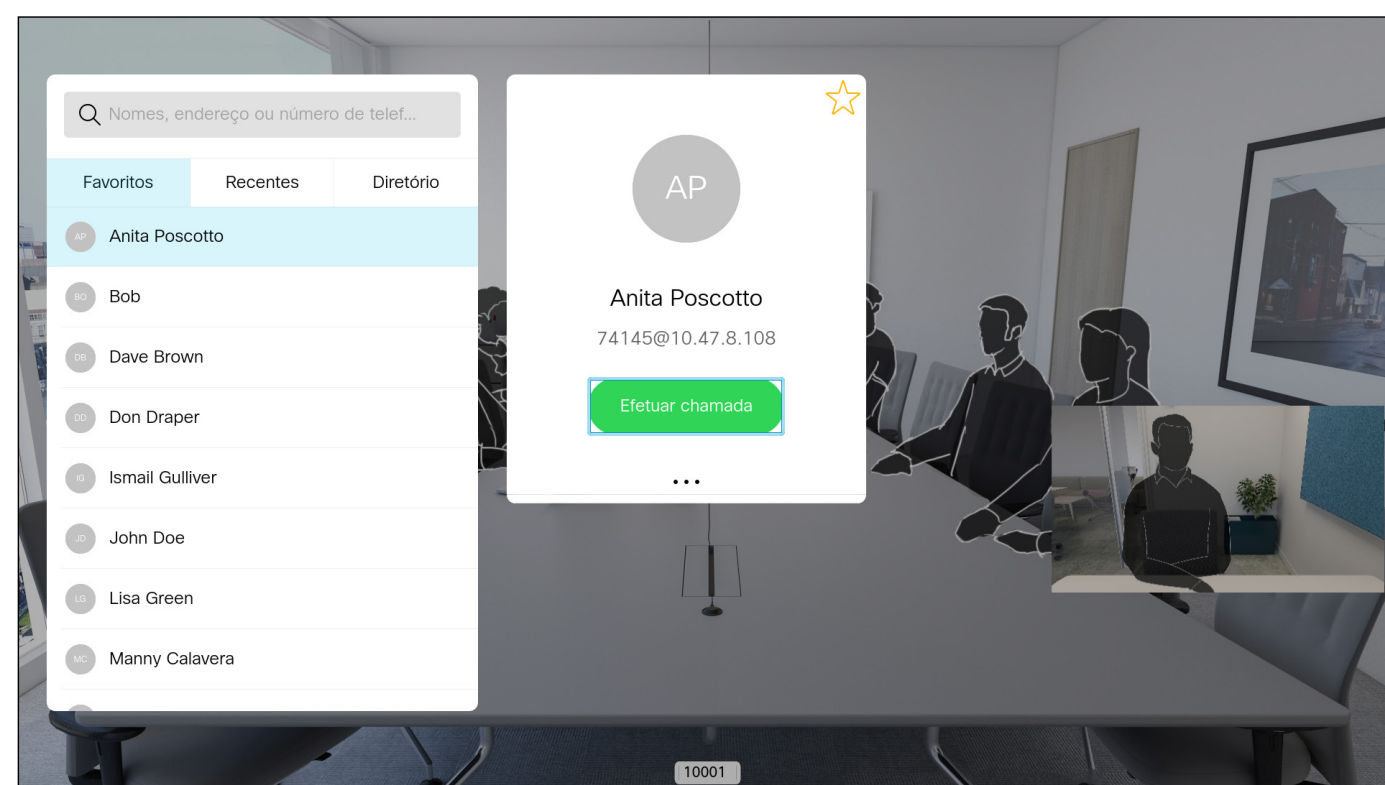 Nomes, endereço ou número de telef...
Favoritos Recentes Diretório
AP Anita Poscotto
BO Bob
DB Dave Brown
DD Don Draper
IG Ismail Gulliver
JD John Doe
LG Lisa Green
MC Manny Calavera
AP
Anita Poscotto
74145@10.47.8.108
Efetuar chamada
...
10001